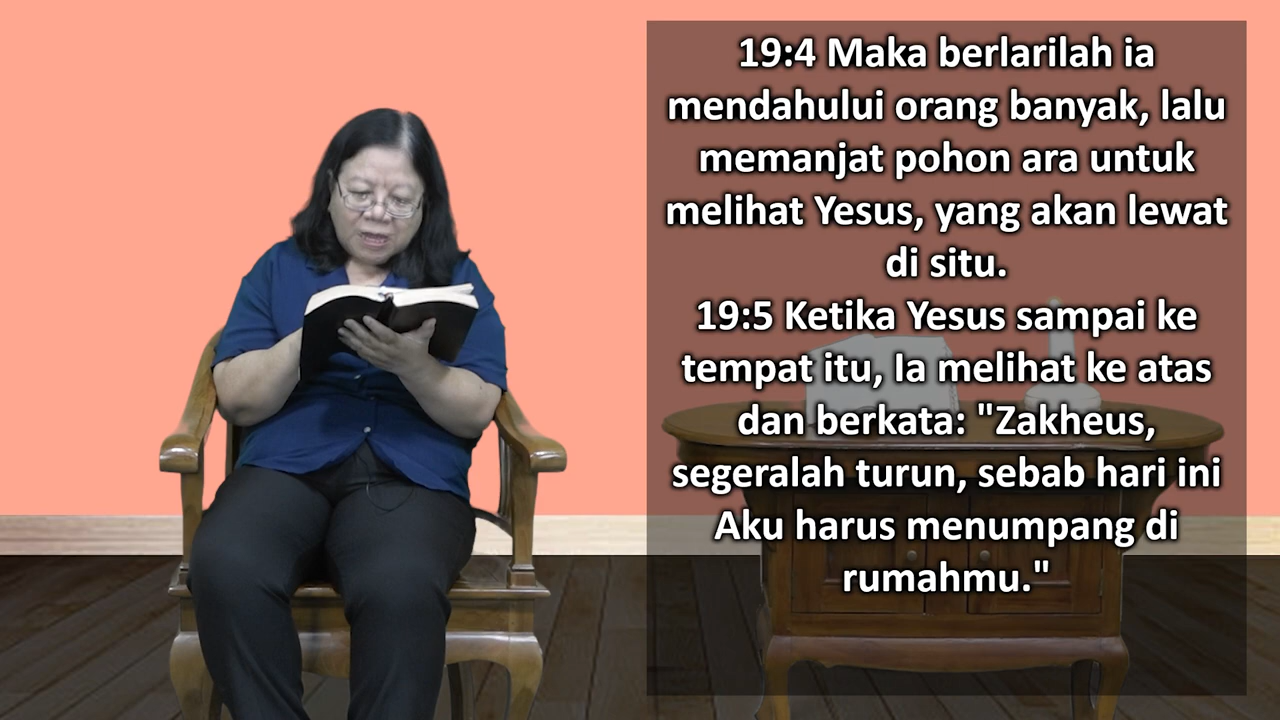 19:4 Maka berlarilah ia
mendahului orang banyak, lalu
memanjat pohon ara untuk
melihat Yesus, yang akan lewat
di situ.
19:5 Ketika Yesus sampai ke
tempat itu, Ia melihat ke atas
dan berkata: "Zakheus,
segeralah turun, sebab hari ini
Aku harus menumpang di
rumahmu."